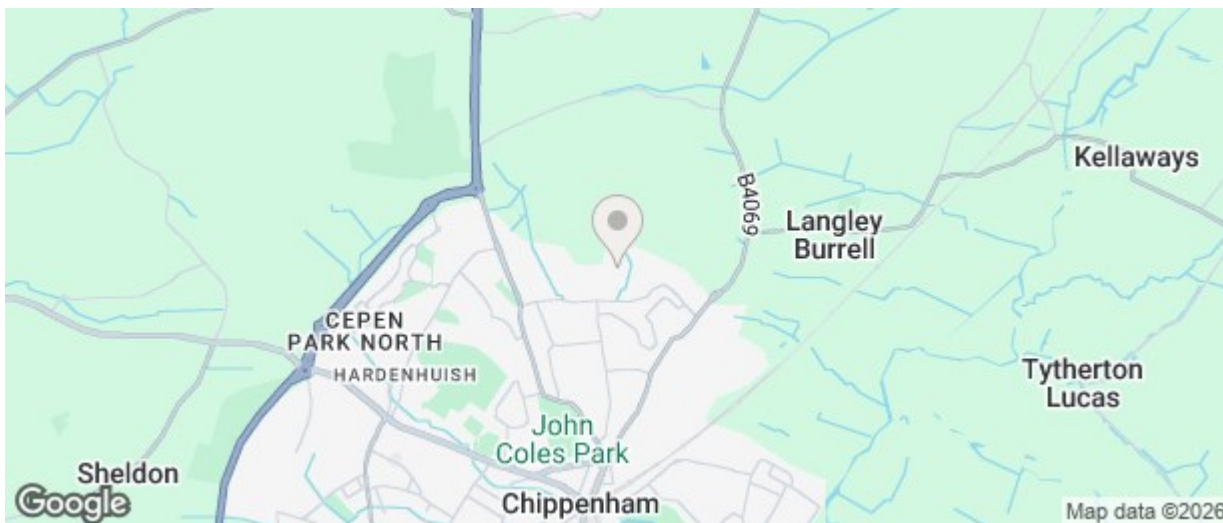 Kellaways
B4069
Langley
Burrell
CEPEN
PARK NORTH
HARDENHUISH
Tytherton
Lucas
John
Coles Park
Sheldon
Chippenham
Google
Map data ©2026